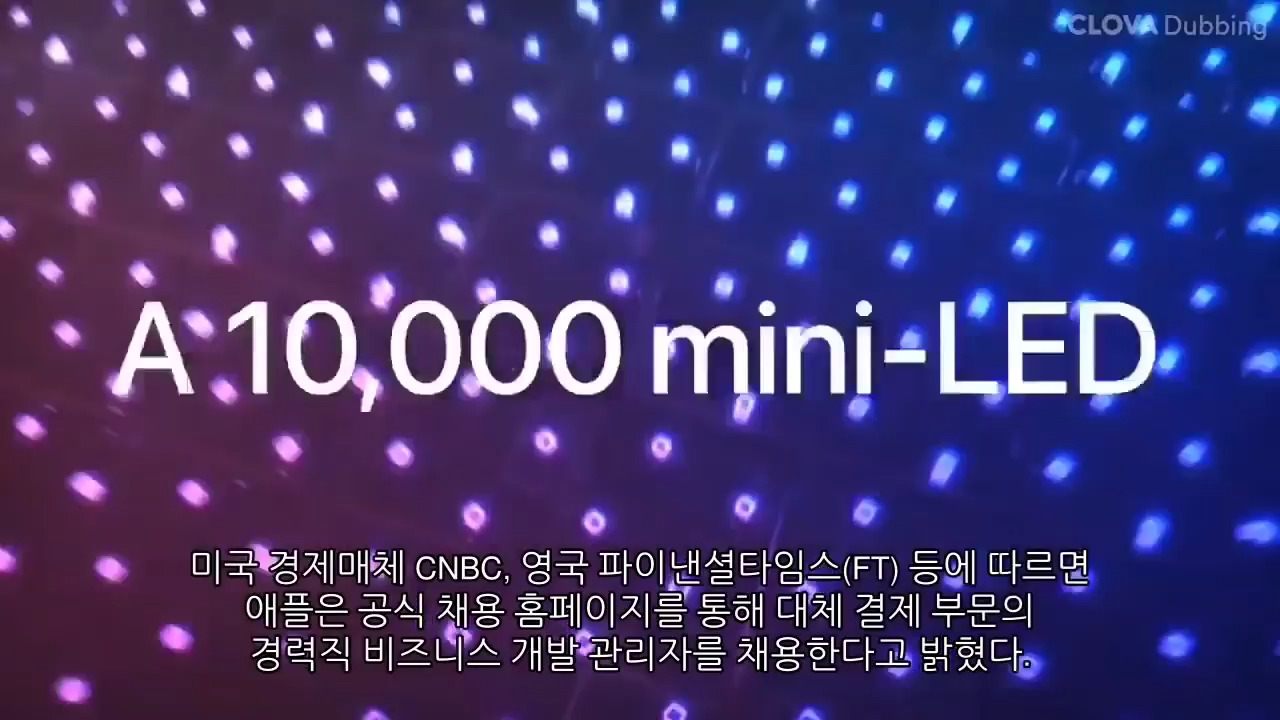 CLOVA Dubbing
A 10,000 mini-LED
미국 경제매체 CNBC, 영국 파이낸셜타임스(FT) 등에 따르면
애플은 공식 채용 홈페이지를 통해 대체 결제 부문의
경력직 비즈니스 개발 관리자를 채용한다고 밝혔다.